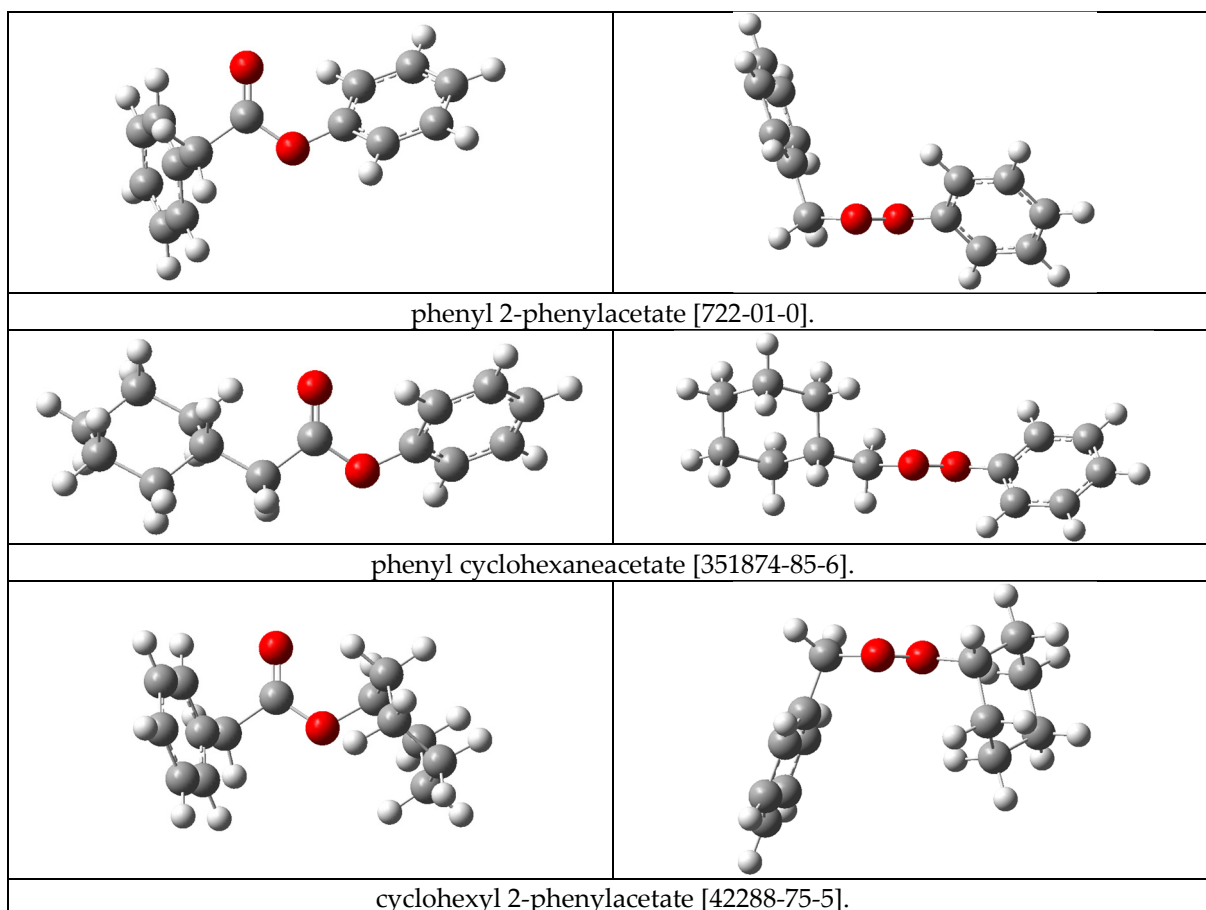 phenyl 2-phenylacetate [722-01-0].
phenyl cyclohexaneacetate [351874-85-6].
cyclohexyl 2-phenylacetate [42288-75-5].